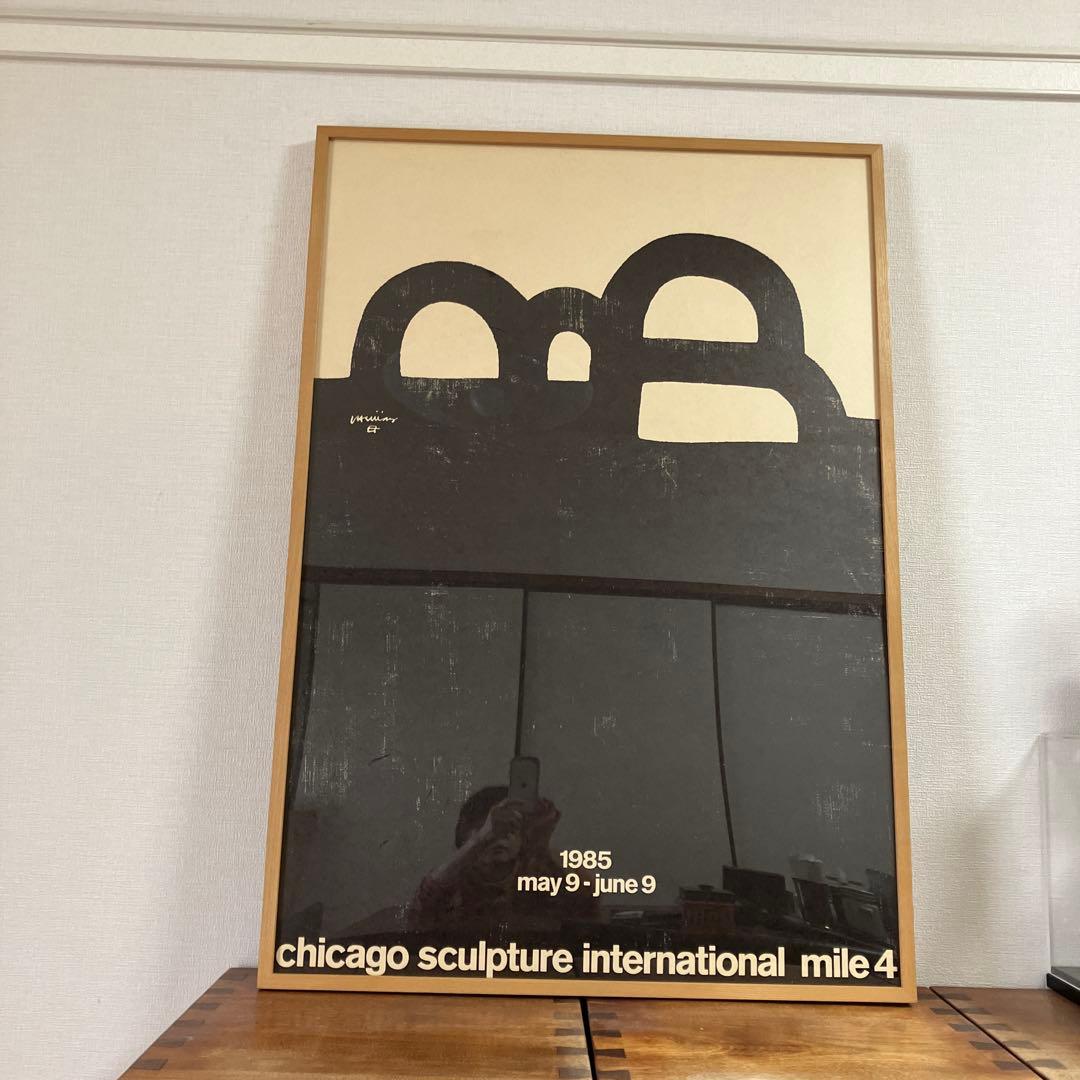 1985
may 9 - june 9
chicago sculpture international mile 4